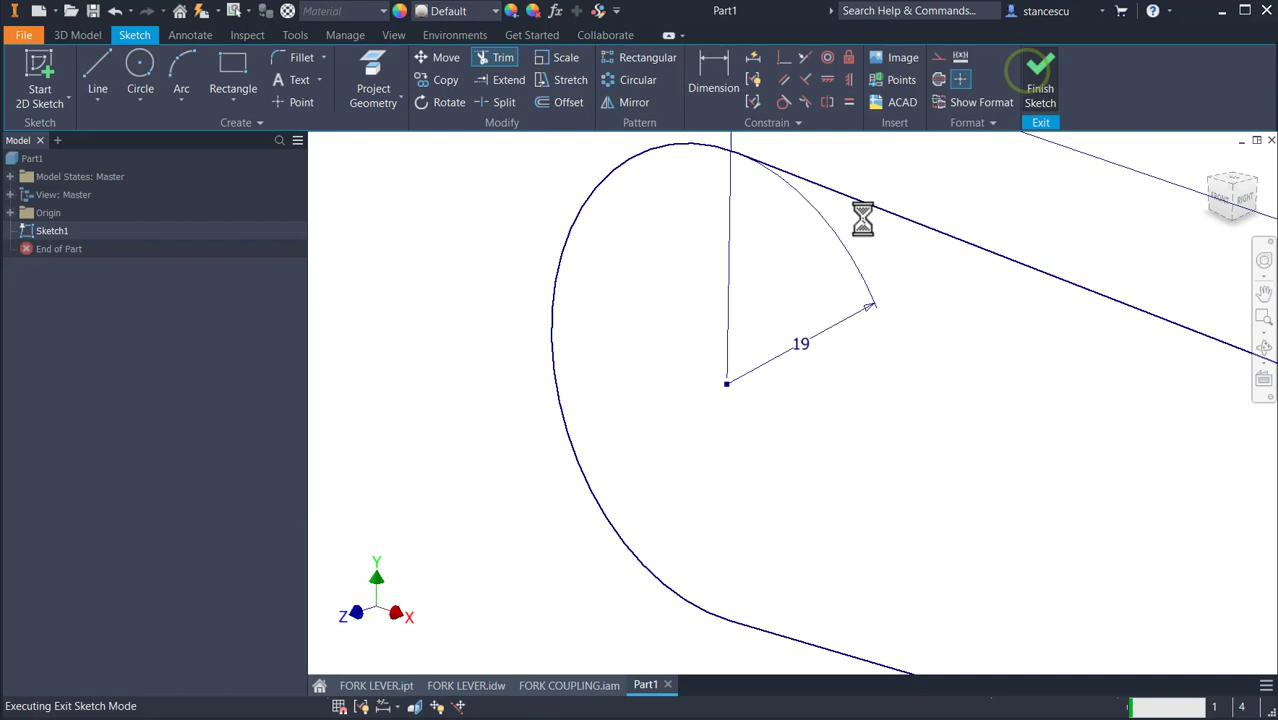 Material
Default
Part1
Search Help & Commands...
stancescu
File
3D Model
Sketch
Annotate
Inspect
Tools
Manage
View
Environments
Get Started
Collaborate
Start
2D Sketch
Line
Circle
Arc
Rectangle
Fillet
Text
Point
Project
Geometry
Move
Copy
Rotate
Trim
Extend
Split
Scale
Stretch
Offset
Rectangular
Circular
Mirror
Dimension
Image
Points
ACAD
Show Format
Finish
Sketch
Sketch
Create
Modify
Pattern
Constrain
Insert
Format
Exit
Model
Part1
Model States: Master
View: Master
Origin
Sketch1
End of Part
FRONT
RIGHT
19
Y
Z
X
FORK LEVER.ipt
FORK LEVER.idw
FORK COUPLING.iam
Part1
Executing Exit Sketch Mode
1
4